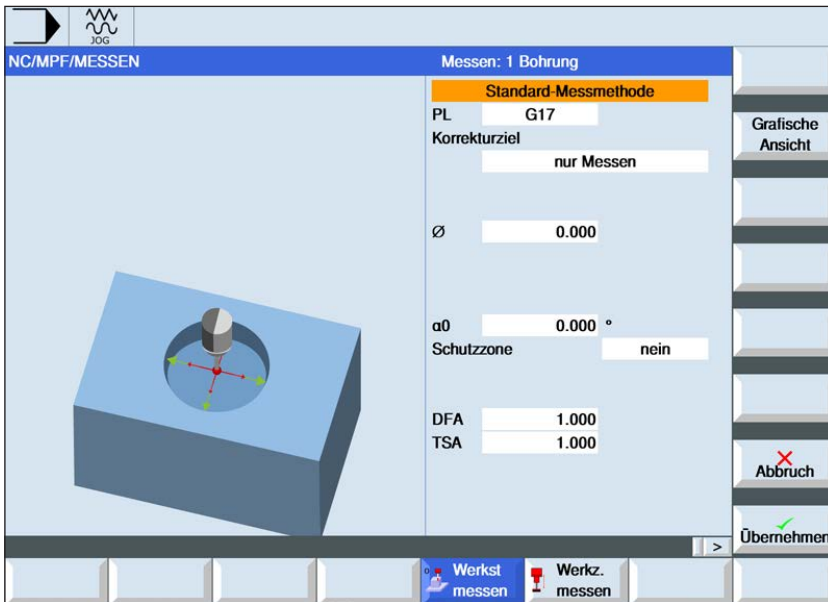 JOG
NC/MPF/MESSEN
Messen: 1 Bohrung
Standard-Messmethode
PL G17
Korrekturziel
nur Messen
Ø 0.000
α0 0.000 °
Schutzzone nein
DFA 1.000
TSA 1.000
Grafische
Ansicht
Abbruch
Übernehmen
>
Werkst
messen
Werkz.
messen